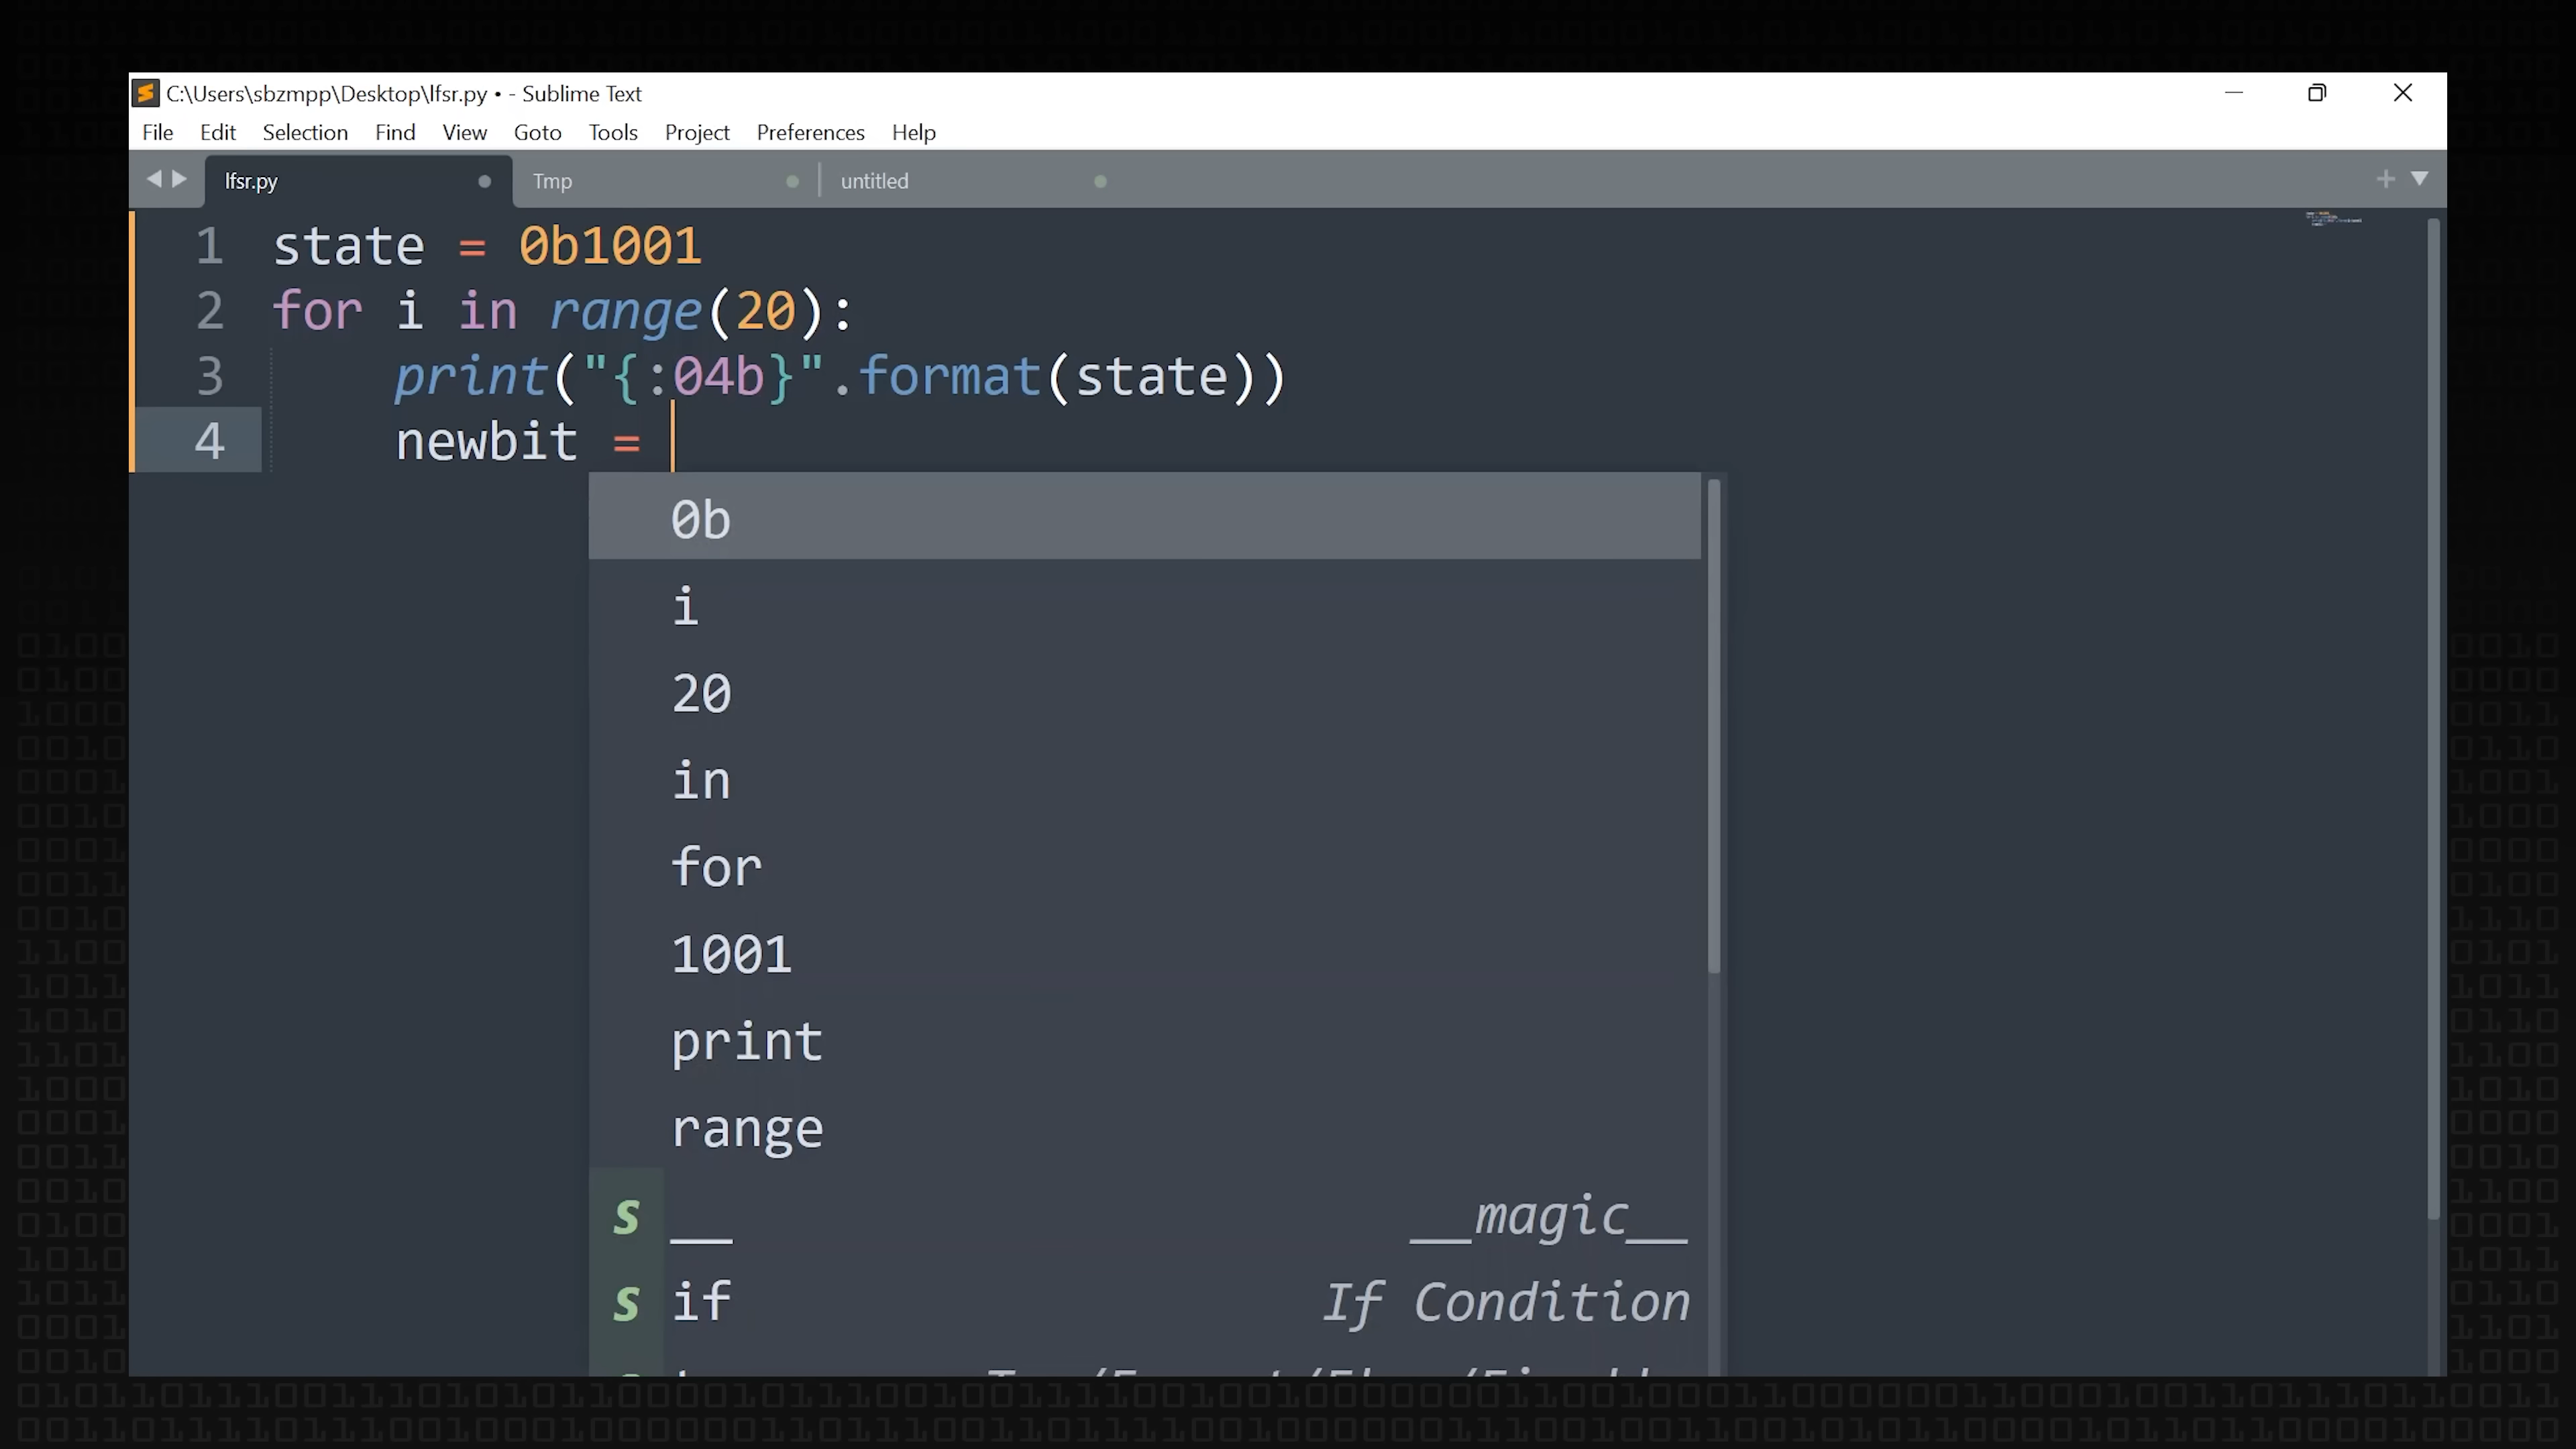 C:\Users\sbzmpp\Desktop\lfsr.py • - Sublime Text
File Edit Selection Find View Goto Tools Project Preferences Help
lfsr.py Tmp untitled
1 state = 0b1001
2 for i in range(20):
3 print("{:04b}".format(state))
4 newbit =
0b
i
20
in
for
1001
print
range
s __ __magic__
s if If Condition